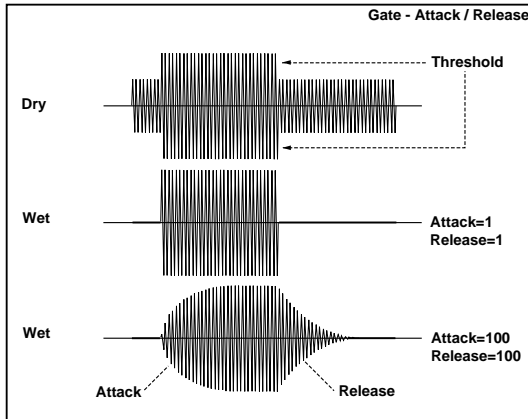 Gate - Attack / Release
Threshold
Dry
Wet
Attack=1
Release=1
Wet
Attack=100
Release=100
Attack
Release